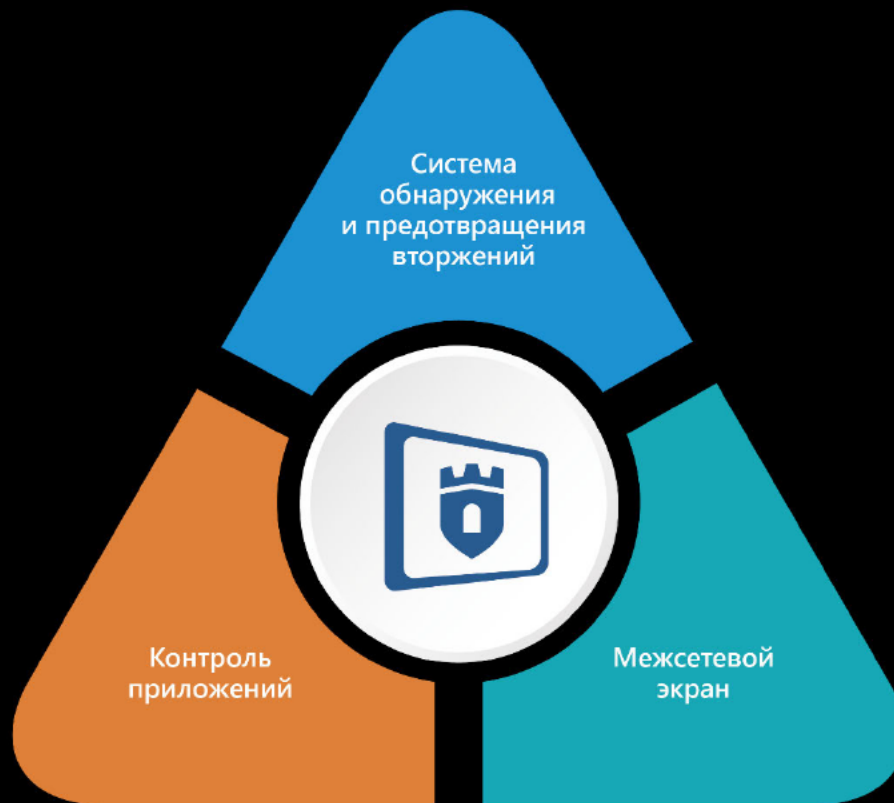 Система
обнаружения
и предотвращения
вторжений
Контроль
приложений
Межсетевой
экран